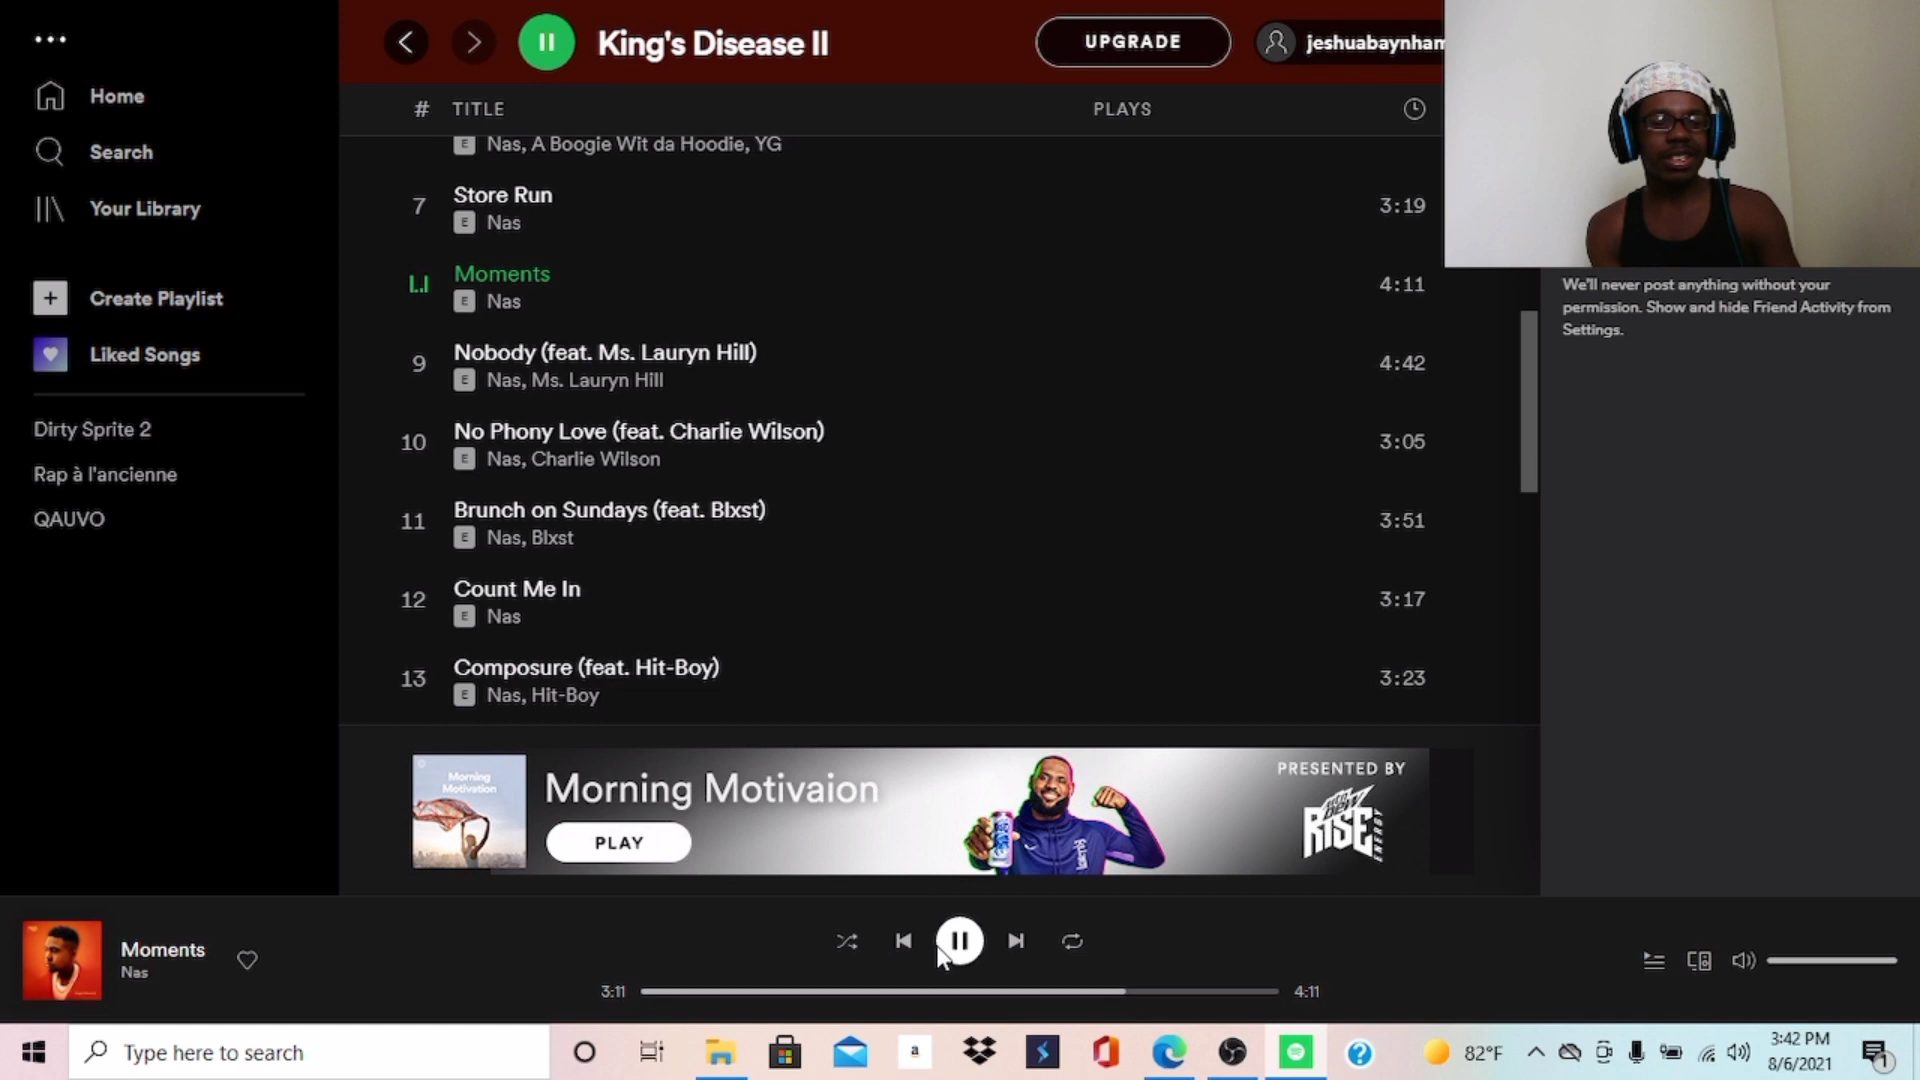 King's Disease II
UPGRADE
jeshuabaynham
Home
Search
Your Library
Create Playlist
Liked Songs
Dirty Sprite 2
Rap à l'ancienne
QAUVO
# TITLE PLAYS
E Nas, A Boogie Wit da Hoodie, YG
7 Store Run 3:19
E Nas
Moments 4:11
E Nas
9 Nobody (feat. Ms. Lauryn Hill) 4:42
E Nas, Ms. Lauryn Hill
10 No Phony Love (feat. Charlie Wilson) 3:05
E Nas, Charlie Wilson
11 Brunch on Sundays (feat. Blxst) 3:51
E Nas, Blxst
12 Count Me In 3:17
E Nas
13 Composure (feat. Hit-Boy) 3:23
E Nas, Hit-Boy
We'll never post anything without your
permission. Show and hide Friend Activity from
Settings.
Morning
Motivation
Morning Motivaion
PLAY
PRESENTED BY
RISE
ENERGY
Moments
Nas
3:11
4:11
Type here to search
a
82°F
3:42 PM
8/6/2021
1